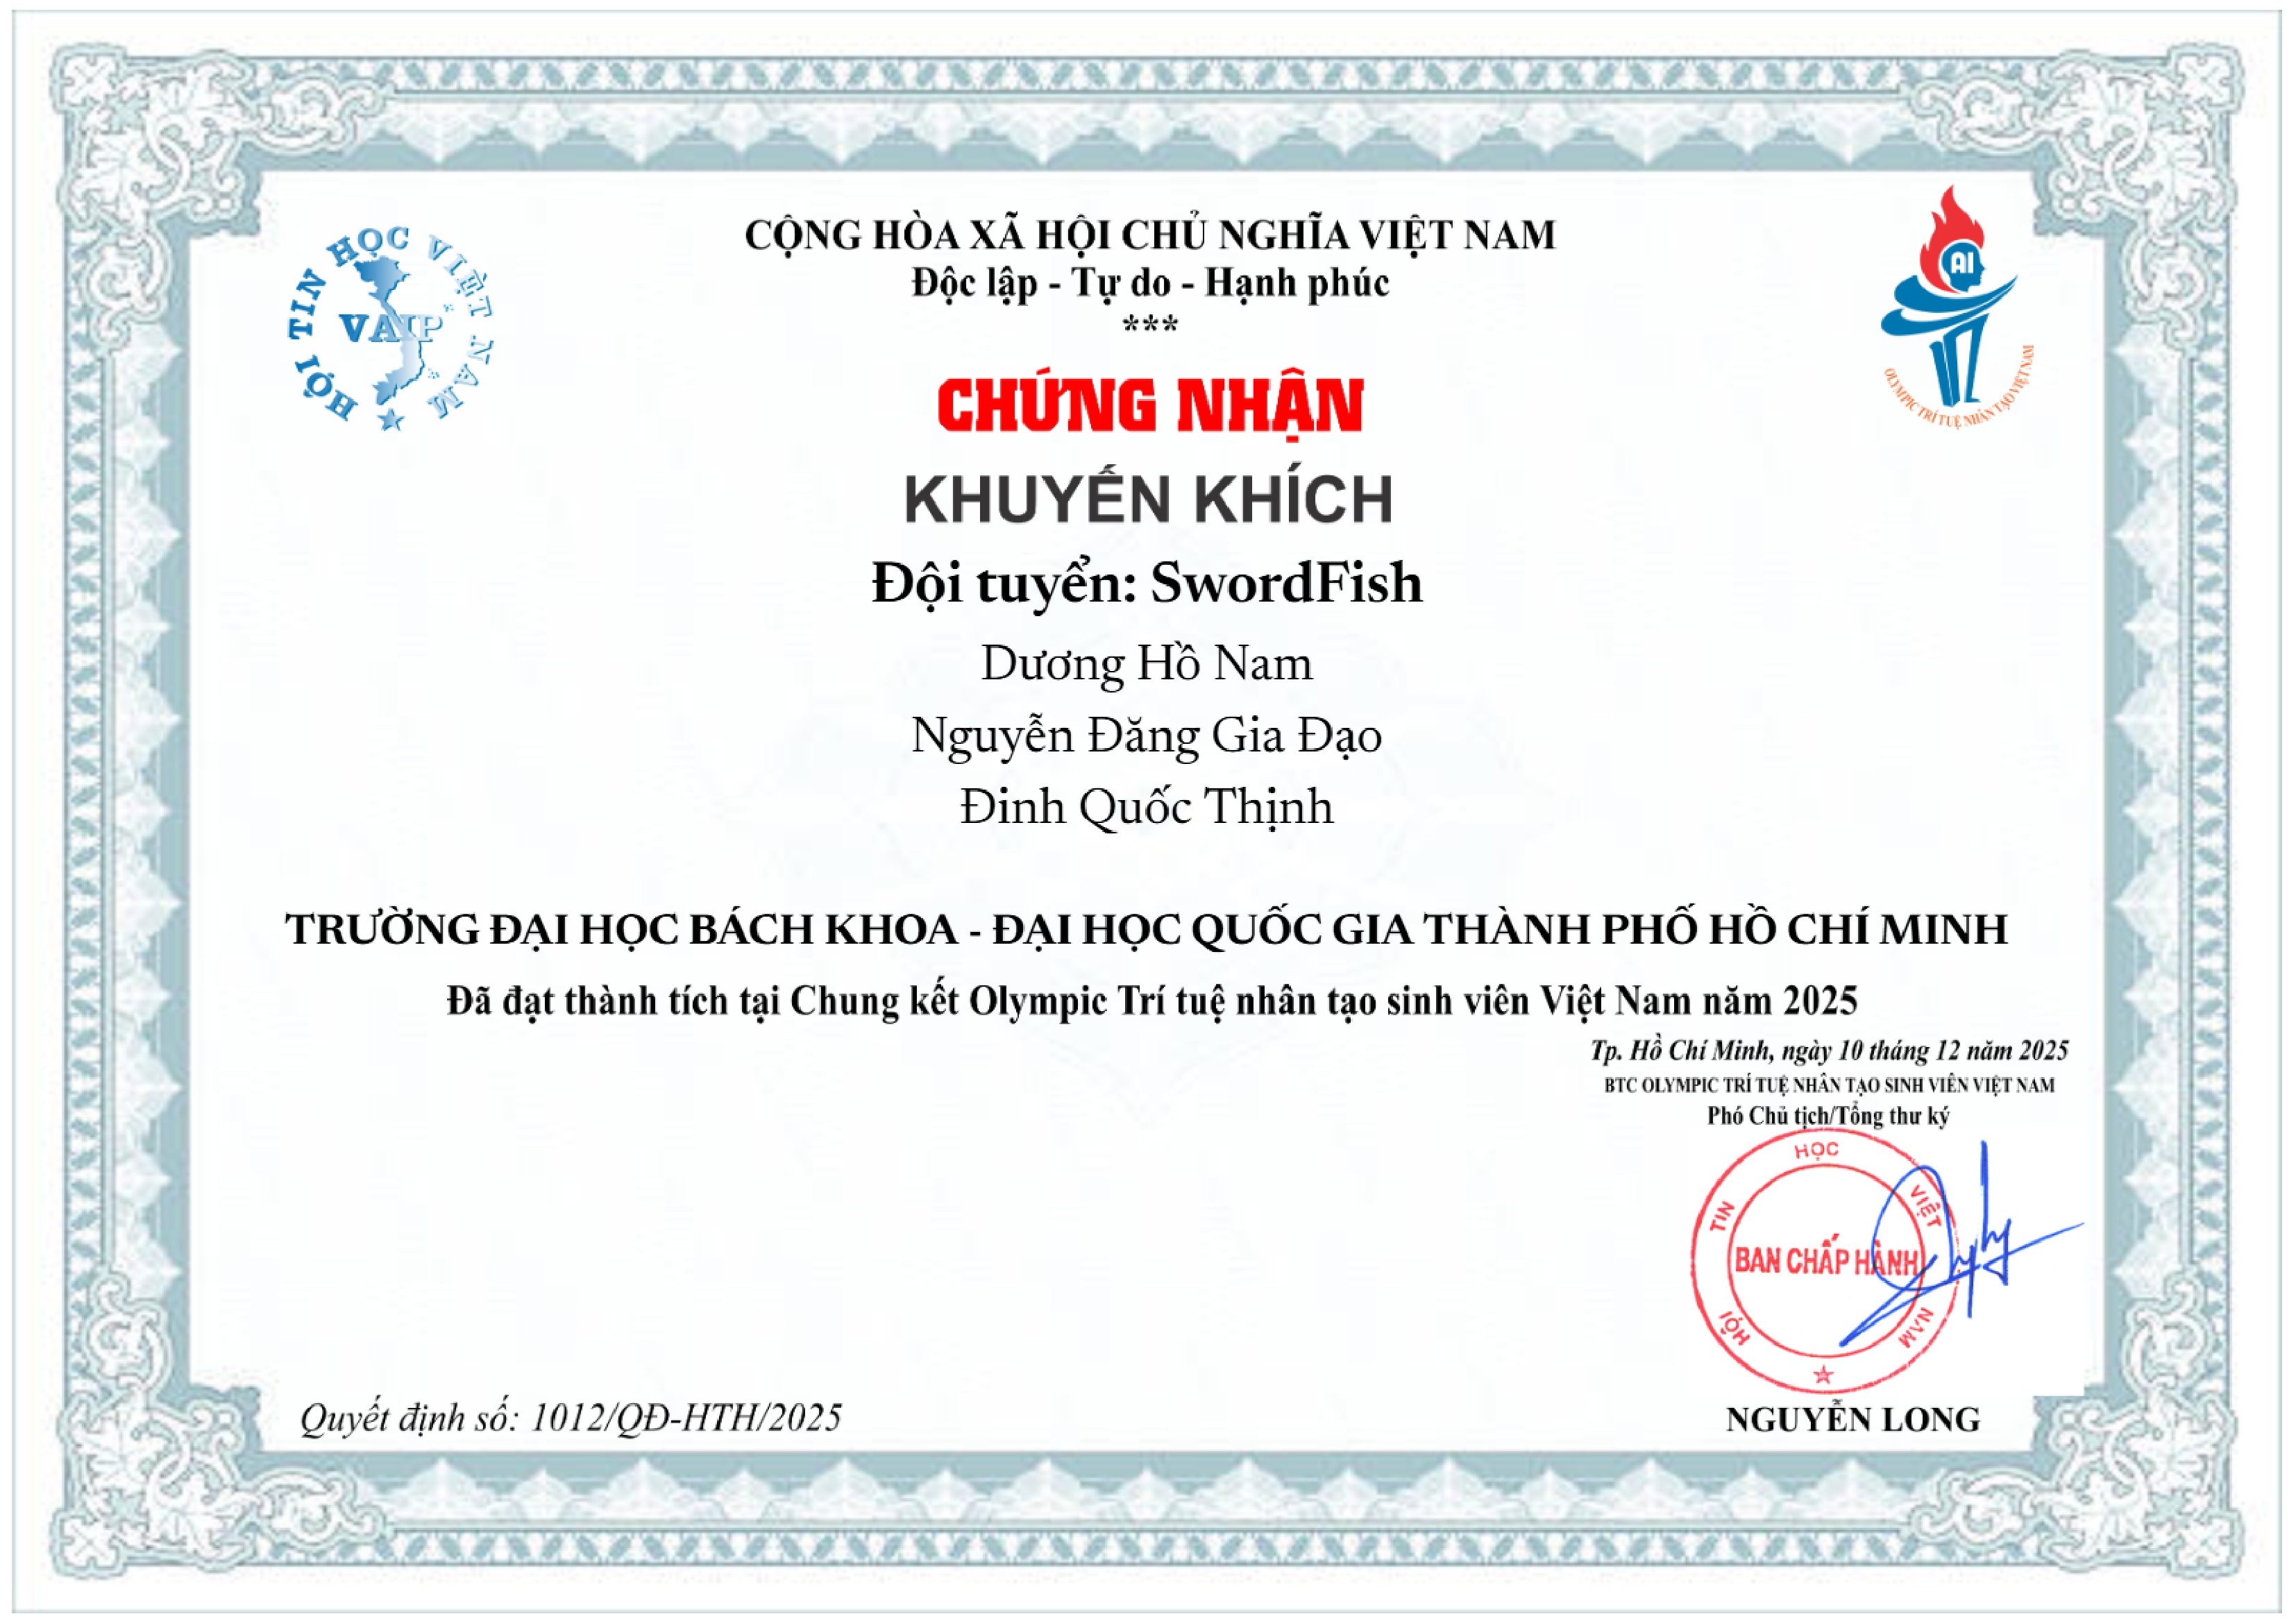 HỘI TIN HỌC VIỆT NAM
VAIP
CỘNG HÒA XÃ HỘI CHỦ NGHĨA VIỆT NAM
Độc lập - Tự do - Hạnh phúc
***
AI
OLYMPIC TRÍ TUỆ NHÂN TẠO VIỆT NAM
CHỨNG NHẬN
KHUYẾN KHÍCH
Đội tuyển: SwordFish
Dương Hồ Nam
Nguyễn Đăng Gia Đạo
Đinh Quốc Thịnh
TRƯỜNG ĐẠI HỌC BÁCH KHOA - ĐẠI HỌC QUỐC GIA THÀNH PHỐ HỒ CHÍ MINH
Đã đạt thành tích tại Chung kết Olympic Trí tuệ nhân tạo sinh viên Việt Nam năm 2025
Tp. Hồ Chí Minh, ngày 10 tháng 12 năm 2025
BTC OLYMPIC TRÍ TUỆ NHÂN TẠO SINH VIÊN VIỆT NAM
Phó Chủ tịch/Tổng thư ký
HỘI TIN HỌC VIỆT NAM
BAN CHẤP HÀNH
Quyết định số: 1012/QĐ-HTH/2025
NGUYỄN LONG